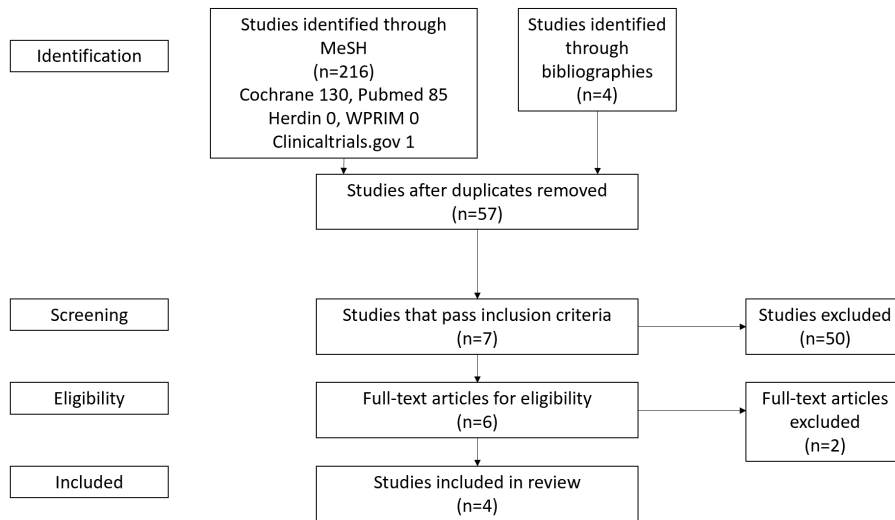 Identification
Studies identified through
MeSH
(n=216)
Cochrane 130, Pubmed 85
Herdin 0, WPRIM 0
Clinicaltrials.gov 1
Studies identified
through
bibliographies
(n=4)
Studies after duplicates removed
(n=57)
Screening
Studies that pass inclusion criteria
(n=7)
Studies excluded
(n=50)
Eligibility
Full-text articles for eligibility
(n=6)
Full-text articles
excluded
(n=2)
Included
Studies included in review
(n=4)